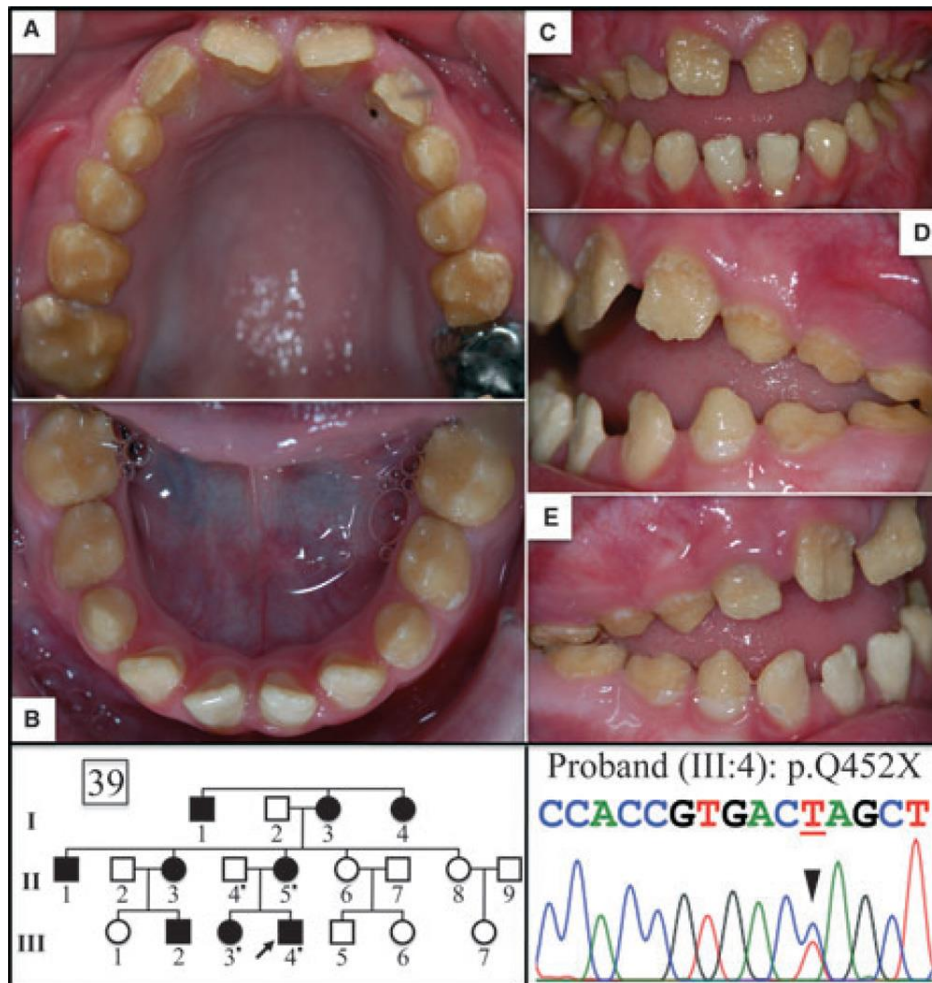 A
C
D
B
E
39
I
1 2 3 4
II
1 2 3 4• 5• 6 7 8 9
III
1 2 3• 4• 5 6 7
Proband (III:4): p.Q452X
CCACCGTGACTAGCT